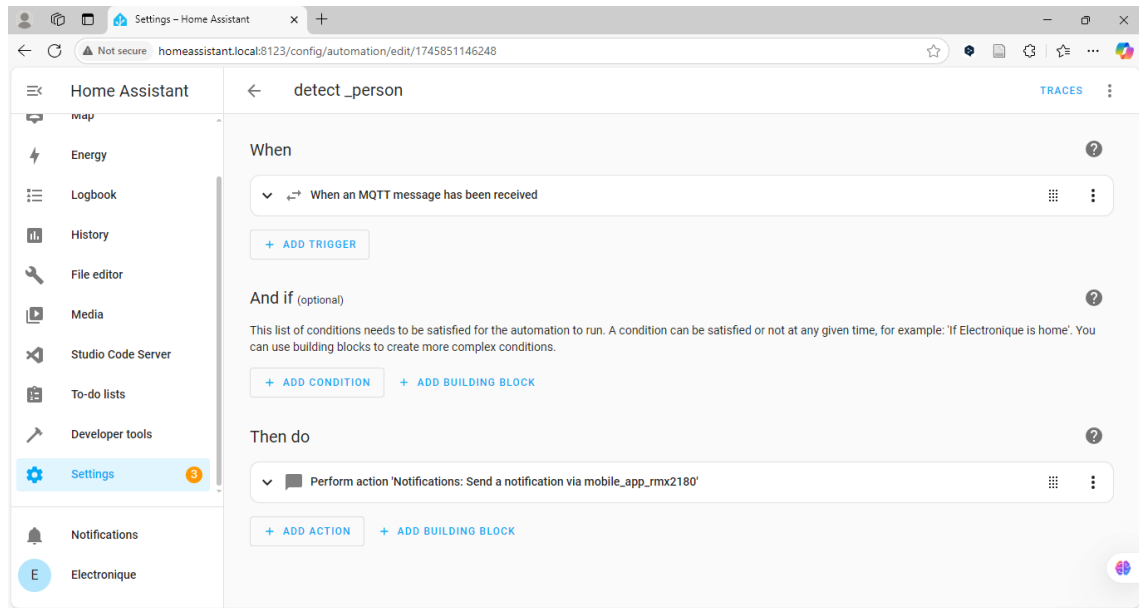 Settings – Home Assistant
Not secure homeassistant.local:8123/config/automation/edit/1745851146248
Home Assistant
Map
Energy
Logbook
History
File editor
Media
Studio Code Server
To-do lists
Developer tools
Settings 3
Notifications
E Electronique
detect _person
TRACES
When
When an MQTT message has been received
+ ADD TRIGGER
And if (optional)
This list of conditions needs to be satisfied for the automation to run. A condition can be satisfied or not at any given time, for example: 'If Electronique is home'. You
can use building blocks to create more complex conditions.
+ ADD CONDITION + ADD BUILDING BLOCK
Then do
Perform action 'Notifications: Send a notification via mobile_app_rmx2180'
+ ADD ACTION + ADD BUILDING BLOCK